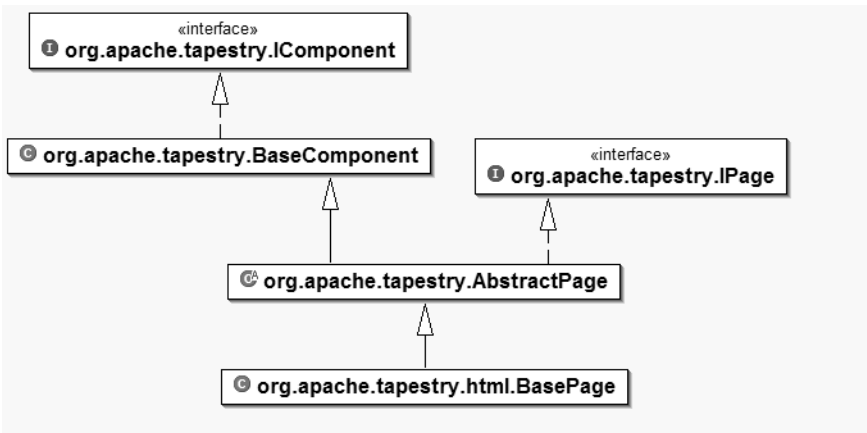 «interface»
I org.apache.tapestry.IComponent
C org.apache.tapestry.BaseComponent
«interface»
I org.apache.tapestry.IPage
CA org.apache.tapestry.AbstractPage
C org.apache.tapestry.html.BasePage